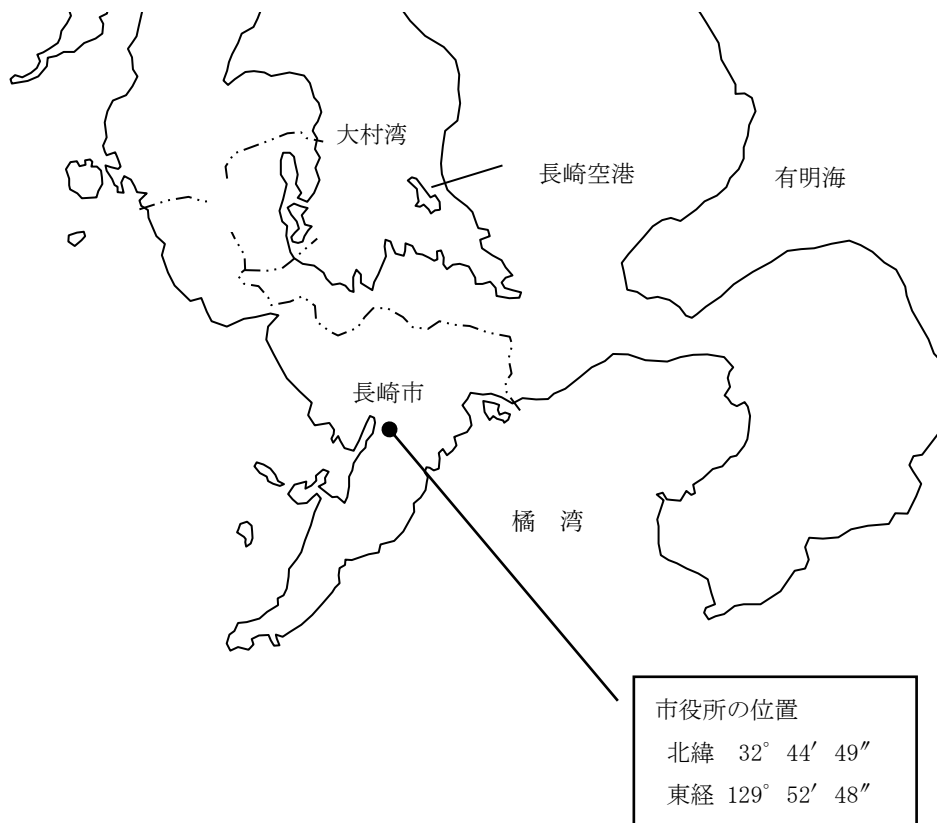 大村湾
長崎空港
有明海
長崎市
橘　湾
市役所の位置
北緯　32°44′49″
東経 129°52′48″